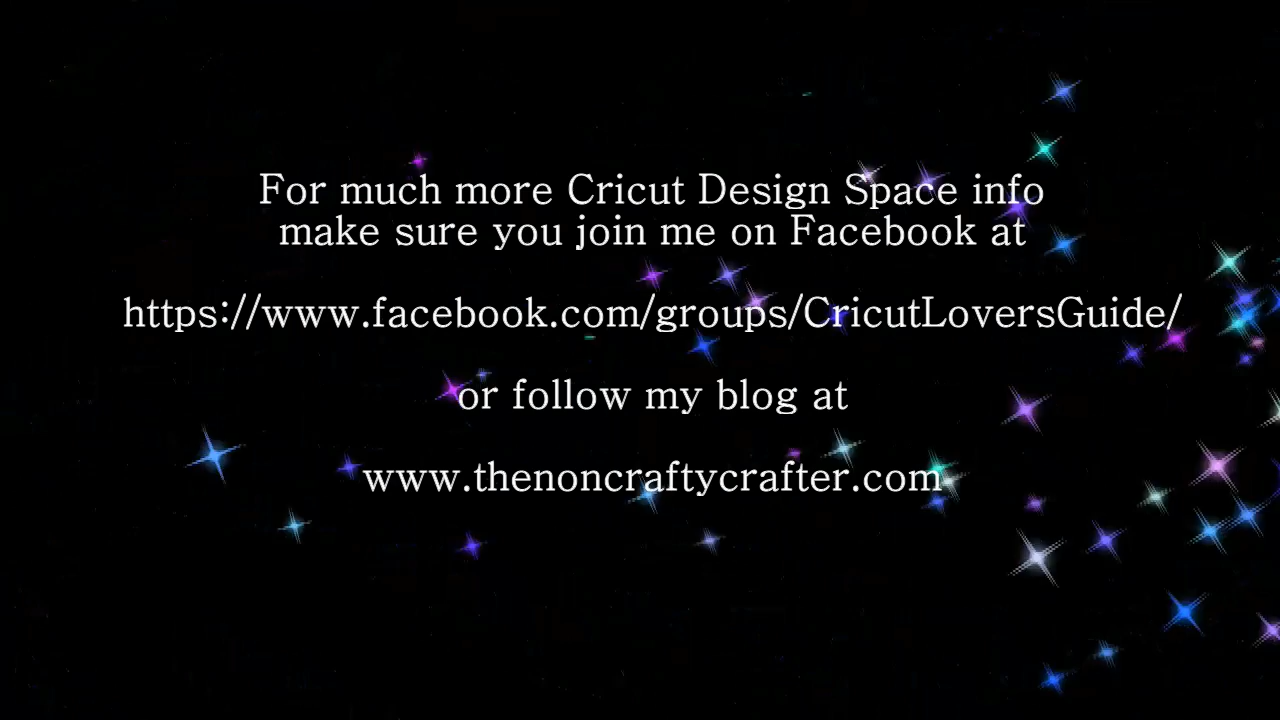 For much more Cricut Design Space info
make sure you join me on Facebook at
https://www.facebook.com/groups/CricutLoversGuide/
or follow my blog at
www.thenoncraftycrafter.com